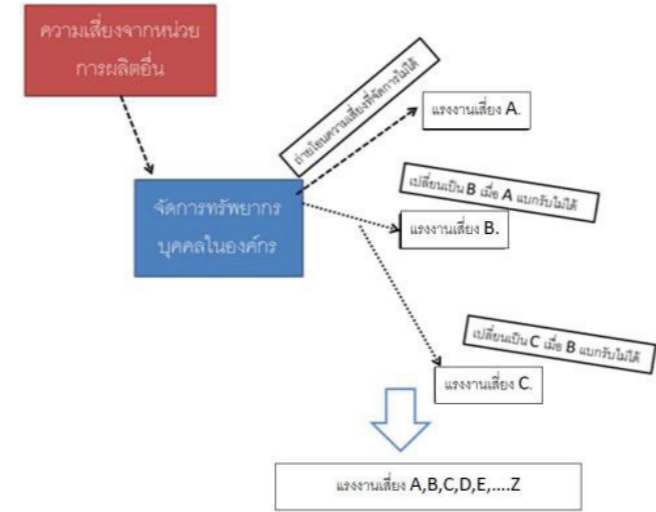 ความเสี่ยงจากหน่วย
การผลิตอื่น
ถ่ายโอนความเสี่ยงที่จัดการไม่ได้
แรงงานเสี่ยง A.
จัดการทรัพยากร
บุคคลในองค์กร
เปลี่ยนเป็น B เมื่อ A แบกรับไม่ได้
แรงงานเสี่ยง B.
เปลี่ยนเป็น C เมื่อ B แบกรับไม่ได้
แรงงานเสี่ยง C.
แรงงานเสี่ยง A,B,C,D,E,....Z